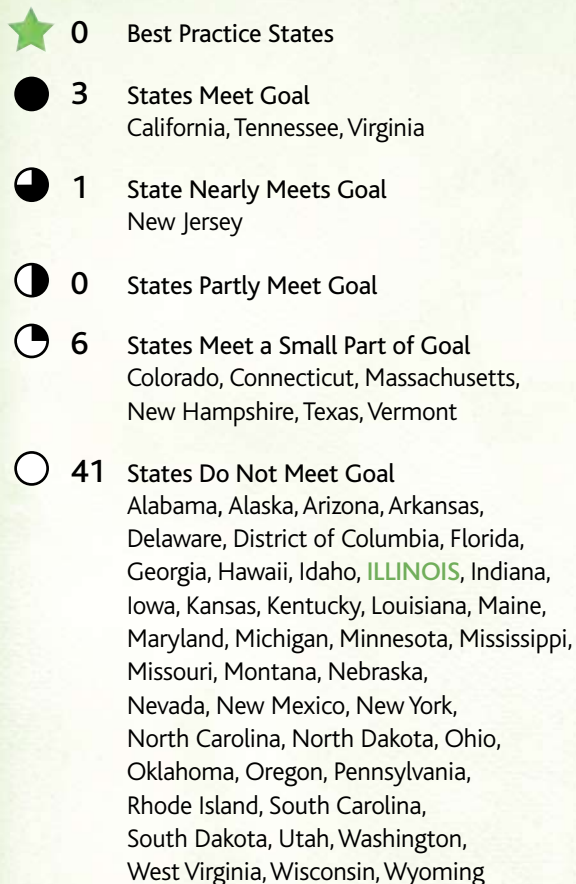 0 Best Practice States
3 States Meet Goal
California, Tennessee, Virginia
1 State Nearly Meets Goal
New Jersey
0 States Partly Meet Goal
6 States Meet a Small Part of Goal
Colorado, Connecticut, Massachusetts,
New Hampshire, Texas, Vermont
41 States Do Not Meet Goal
Alabama, Alaska, Arizona, Arkansas,
Delaware, District of Columbia, Florida,
Georgia, Hawaii, Idaho, ILLINOIS, Indiana,
Iowa, Kansas, Kentucky, Louisiana, Maine,
Maryland, Michigan, Minnesota, Mississippi,
Missouri, Montana, Nebraska,
Nevada, New Mexico, New York,
North Carolina, North Dakota, Ohio,
Oklahoma, Oregon, Pennsylvania,
Rhode Island, South Carolina,
South Dakota, Utah, Washington,
West Virginia, Wisconsin, Wyoming